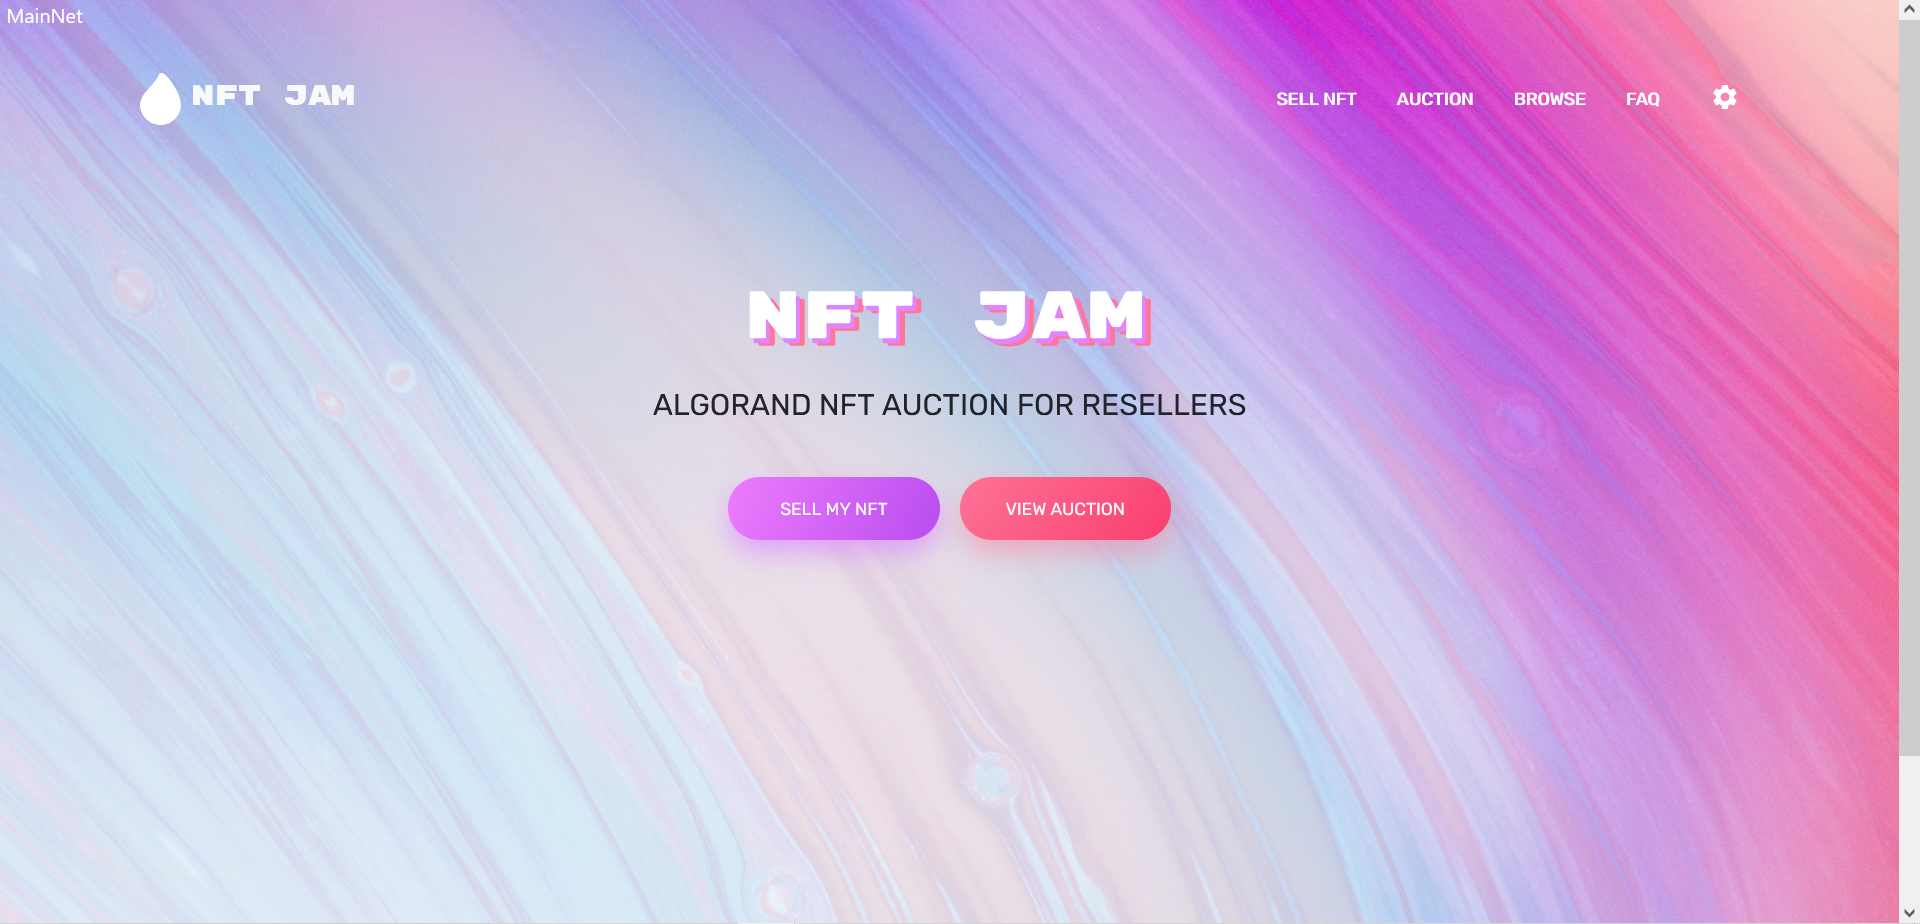 MainNet
NFT JAM
SELL NFT AUCTION BROWSE FAQ
NFT JAM
ALGORAND NFT AUCTION FOR RESELLERS
SELL MY NFT VIEW AUCTION